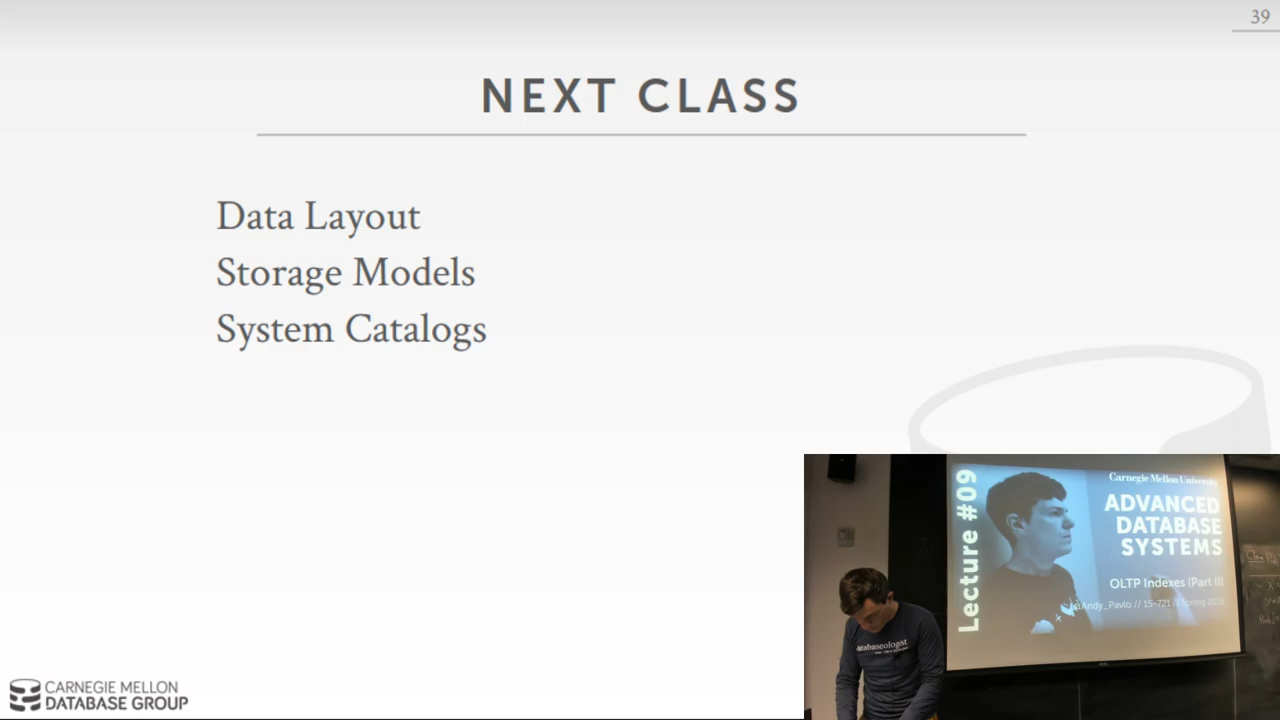 39
NEXT CLASS
Data Layout
Storage Models
System Catalogs
Carnegie Mellon University
Lecture #09
ADVANCED
DATABASE
SYSTEMS
OLTP Indexes (Part II)
@Andy_Pavlo // 15-721 // Spring 2018
databaseologist
CARNEGIE MELLON
DATABASE GROUP